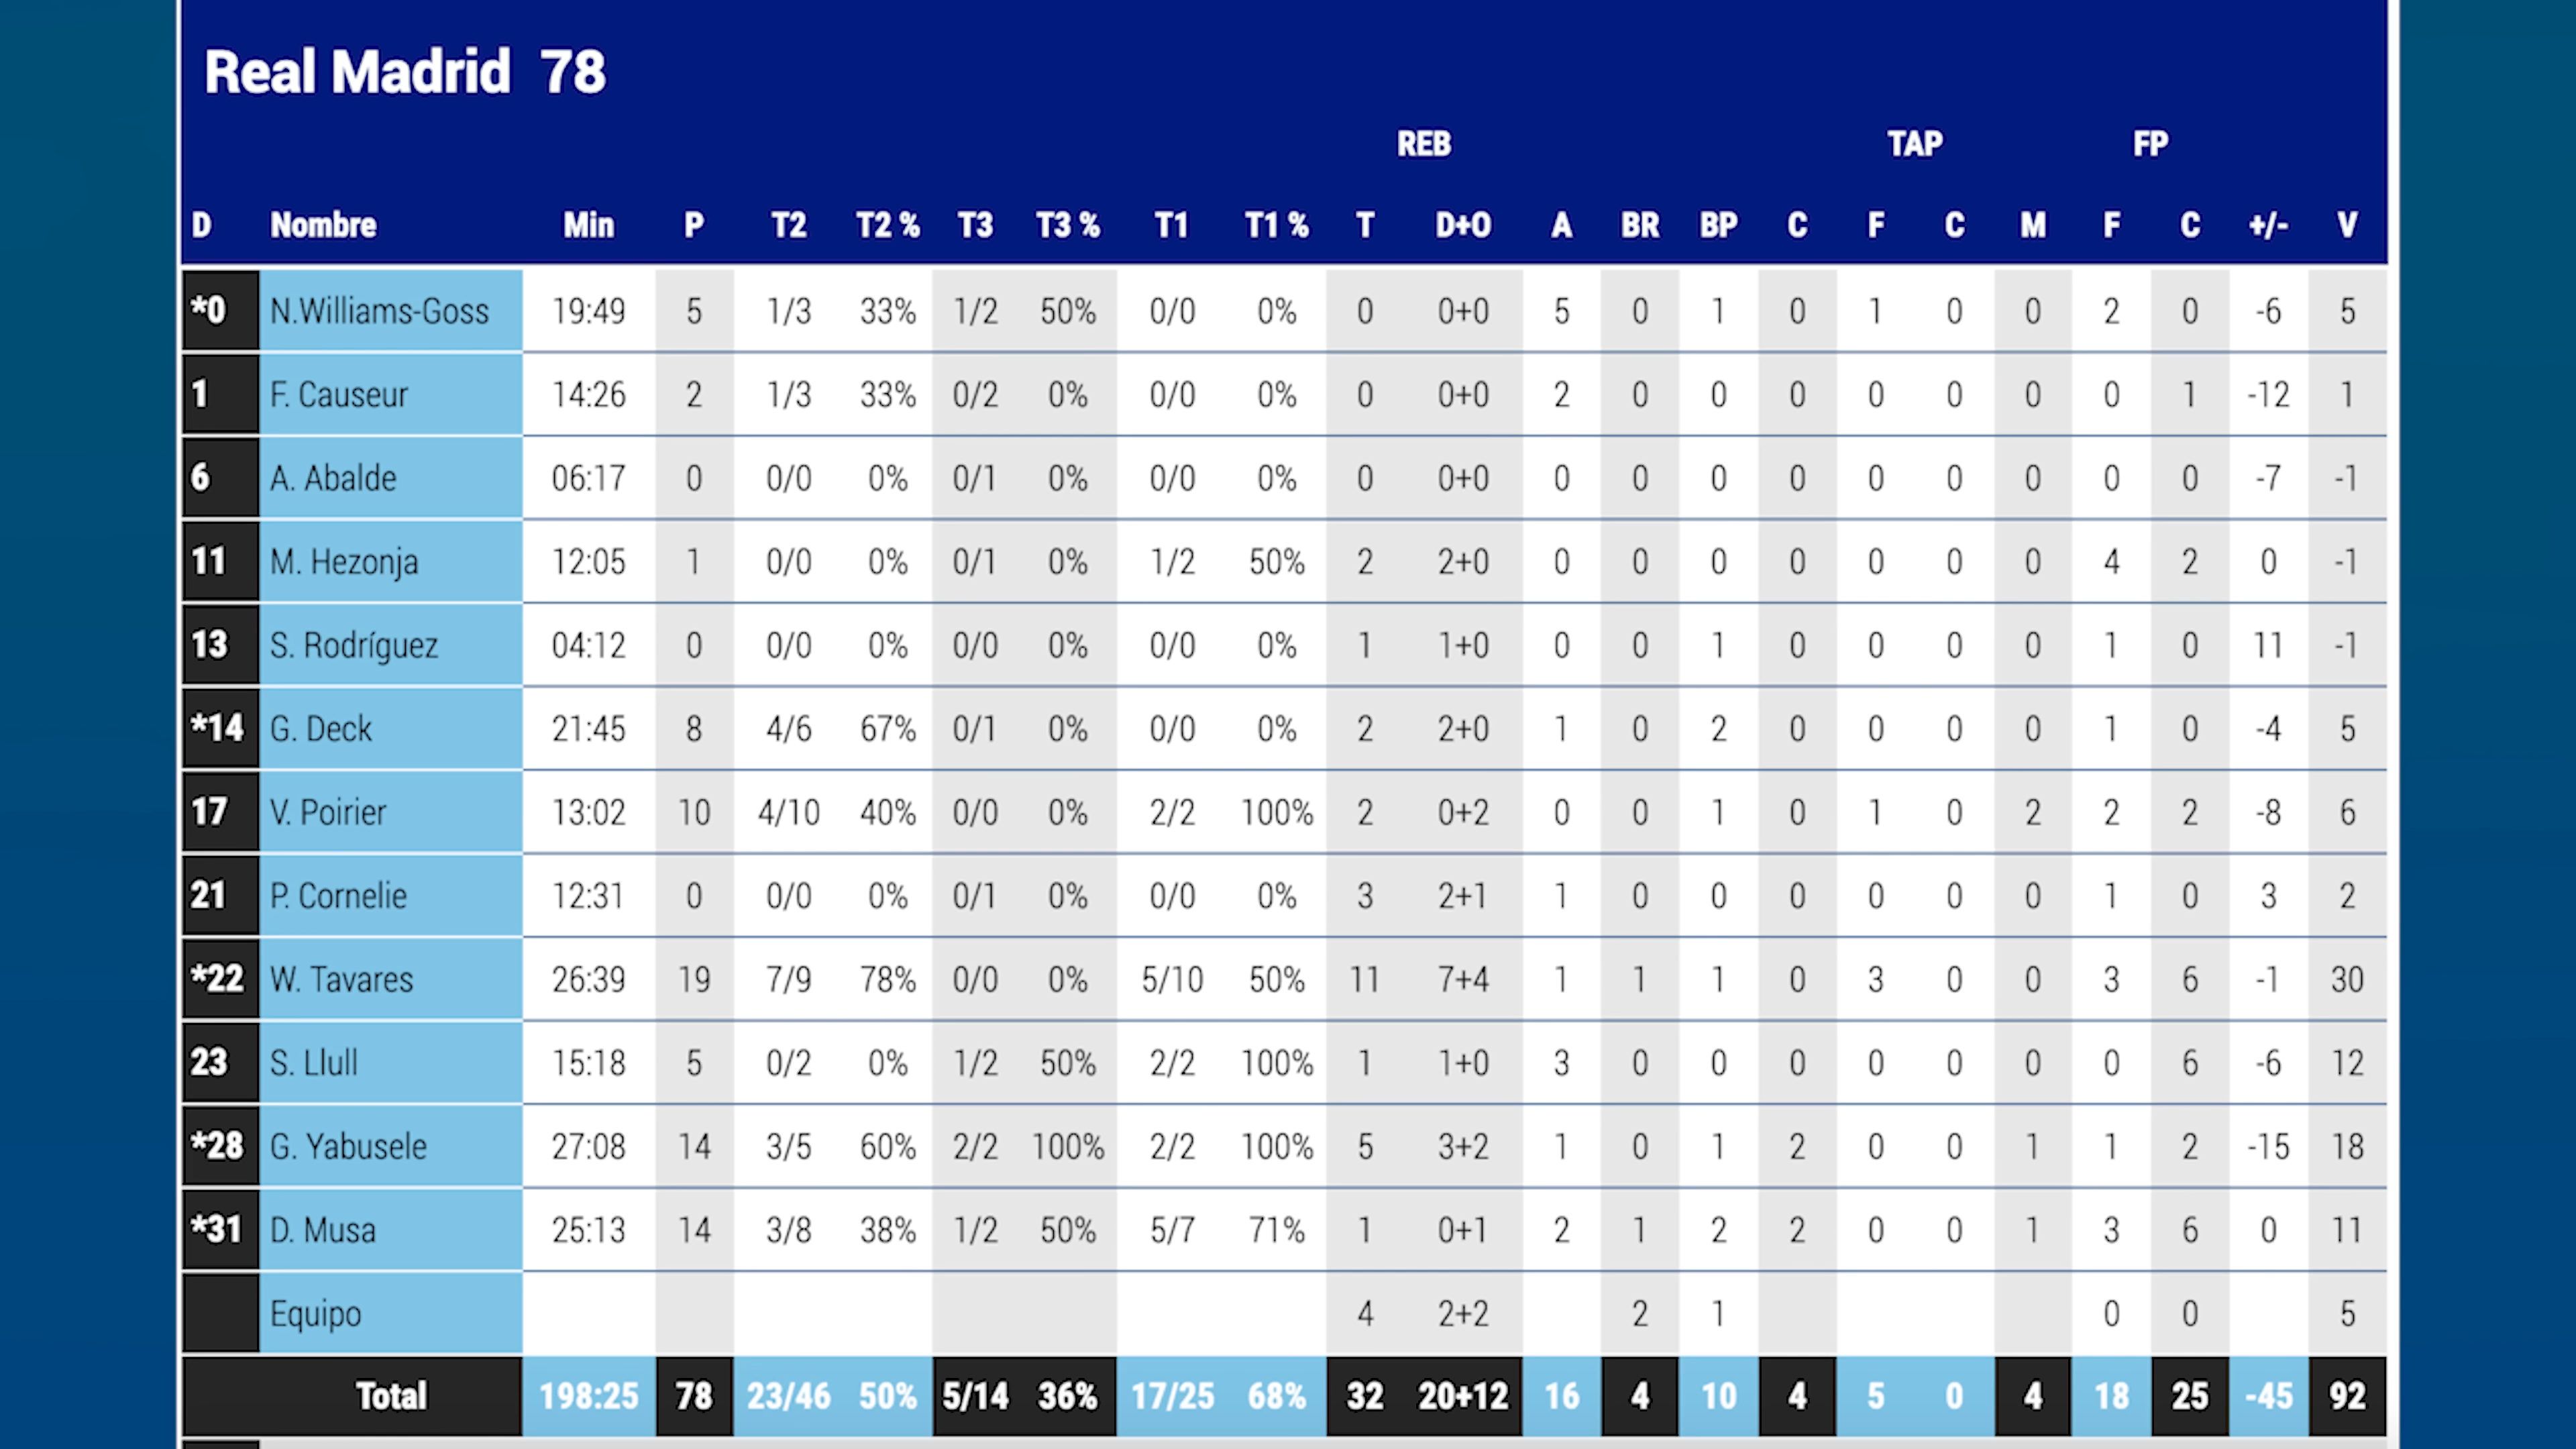 Real Madrid 78
REB TAP FP
D Nombre Min P T2 T2 % T3 T3 % T1 T1 % T D+O A BR BP C F C M F C +/- V
*0 N.Williams-Goss 19:49 5 1/3 33% 1/2 50% 0/0 0% 0 0+0 5 0 1 0 1 0 0 2 0 -6 5
1 F. Causeur 14:26 2 1/3 33% 0/2 0% 0/0 0% 0 0+0 2 0 0 0 0 0 0 0 1 -12 1
6 A. Abalde 06:17 0 0/0 0% 0/1 0% 0/0 0% 0 0+0 0 0 0 0 0 0 0 0 0 -7 -1
11 M. Hezonja 12:05 1 0/0 0% 0/1 0% 1/2 50% 2 2+0 0 0 0 0 0 0 0 4 2 0 -1
13 S. Rodríguez 04:12 0 0/0 0% 0/0 0% 0/0 0% 1 1+0 0 0 1 0 0 0 0 1 0 11 -1
*14 G. Deck 21:45 8 4/6 67% 0/1 0% 0/0 0% 2 2+0 1 0 2 0 0 0 0 1 0 -4 5
17 V. Poirier 13:02 10 4/10 40% 0/0 0% 2/2 100% 2 0+2 0 0 1 0 1 0 2 2 2 -8 6
21 P. Cornelie 12:31 0 0/0 0% 0/1 0% 0/0 0% 3 2+1 1 0 0 0 0 0 0 1 0 3 2
*22 W. Tavares 26:39 19 7/9 78% 0/0 0% 5/10 50% 11 7+4 1 1 1 0 3 0 0 3 6 -1 30
23 S. Llull 15:18 5 0/2 0% 1/2 50% 2/2 100% 1 1+0 3 0 0 0 0 0 0 0 6 -6 12
*28 G. Yabusele 27:08 14 3/5 60% 2/2 100% 2/2 100% 5 3+2 1 0 1 2 0 0 1 1 2 -15 18
*31 D. Musa 25:13 14 3/8 38% 1/2 50% 5/7 71% 1 0+1 2 1 2 2 0 0 1 3 6 0 11
Equipo 4 2+2 2 1 0 0 5
Total 198:25 78 23/46 50% 5/14 36% 17/25 68% 32 20+12 16 4 10 4 5 0 4 18 25 -45 92